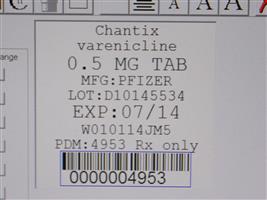 Chantix
varenicline
0.5 MG TAB
MFG:PFIZER
LOT:D10145534
EXP:07/14
W010114JM5
PDM:4953 Rx only
0000004953
ange
A A A